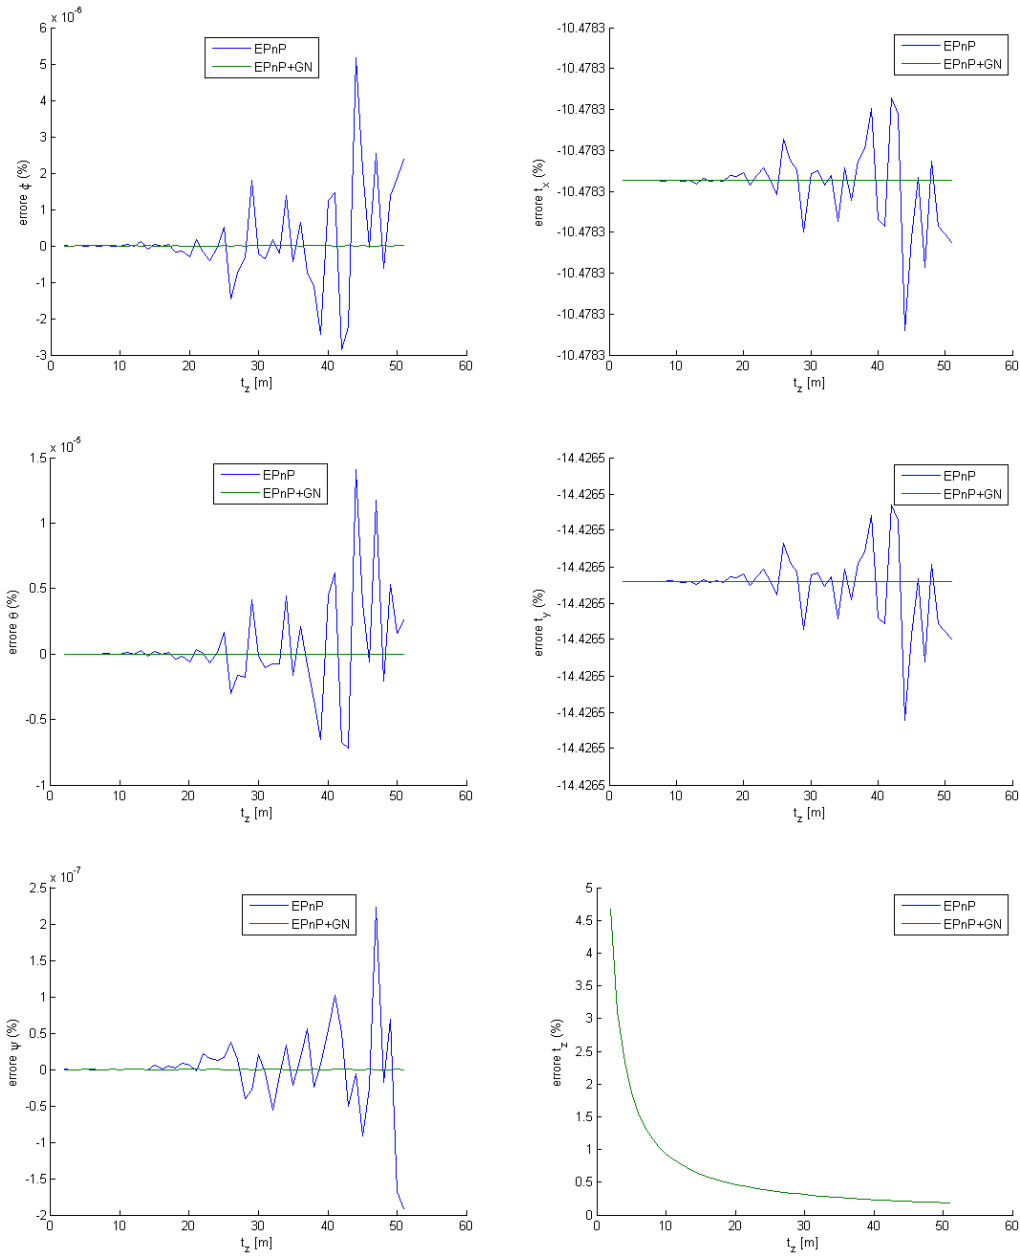 x 10^-6
6
5
4
3
2
1
0
-1
-2
-3
errore ϕ (%)
EPnP
EPnP+GN
0 10 20 30 40 50 60
t_z [m]
-10.4783
-10.4783
-10.4783
-10.4783
-10.4783
-10.4783
-10.4783
-10.4783
-10.4783
errore t_x (%)
EPnP
EPnP+GN
0 10 20 30 40 50 60
t_z [m]
x 10^-5
1.5
1
0.5
0
-0.5
-1
errore θ (%)
EPnP
EPnP+GN
0 10 20 30 40 50 60
t_z [m]
-14.4265
-14.4265
-14.4265
-14.4265
-14.4265
-14.4265
-14.4265
-14.4265
-14.4265
-14.4265
errore t_y (%)
EPnP
EPnP+GN
0 10 20 30 40 50 60
t_z [m]
x 10^-7
2.5
2
1.5
1
0.5
0
-0.5
-1
-1.5
-2
errore ψ (%)
EPnP
EPnP+GN
0 10 20 30 40 50 60
t_z [m]
5
4.5
4
3.5
3
2.5
2
1.5
1
0.5
0
errore t_z (%)
EPnP
EPnP+GN
0 10 20 30 40 50 60
t_z [m]